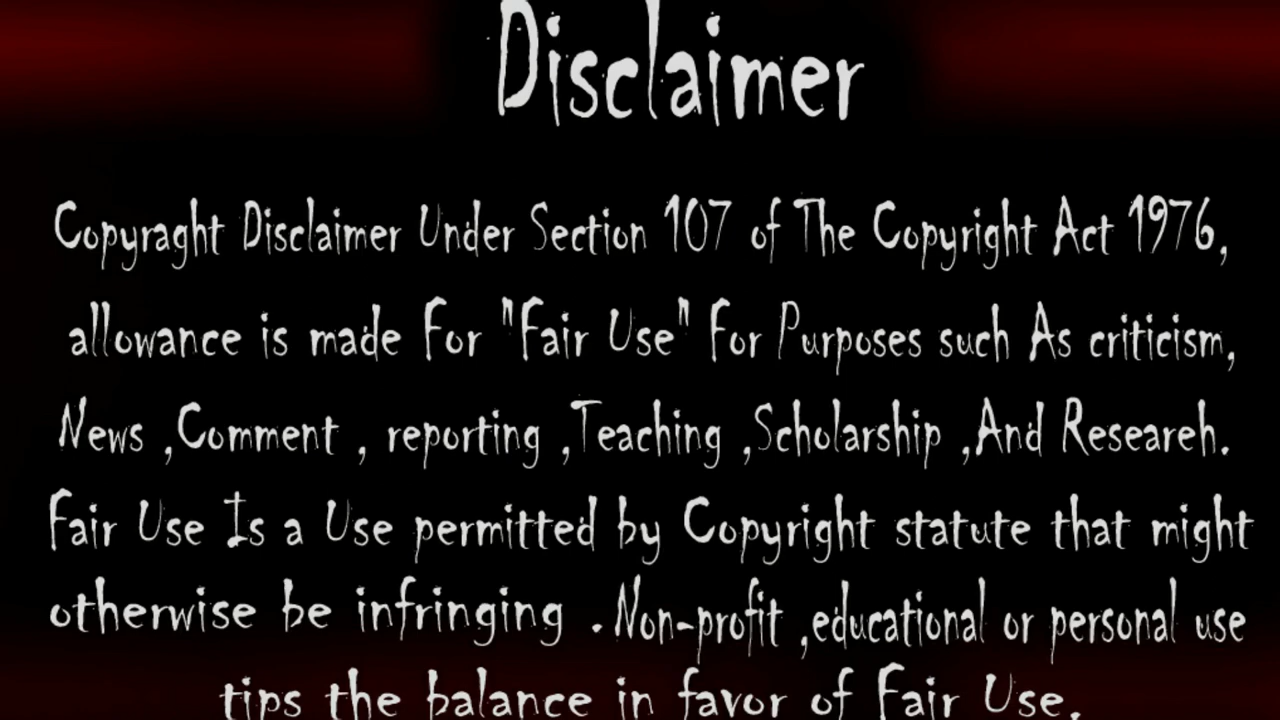 Disclaimer
Copyraght Disclaimer Under Section 107 of The Copyright Act 1976,
allowance is made For "Fair Use" For Purposes such As criticism,
News ,Comment , reporting ,Teaching ,Scholarship ,And Researeh.
Fair Use Is a Use permitted by Copyright statute that might
otherwise be infringing . Non-profit ,educational or personal use
tips the balance in favor of Fair Use.